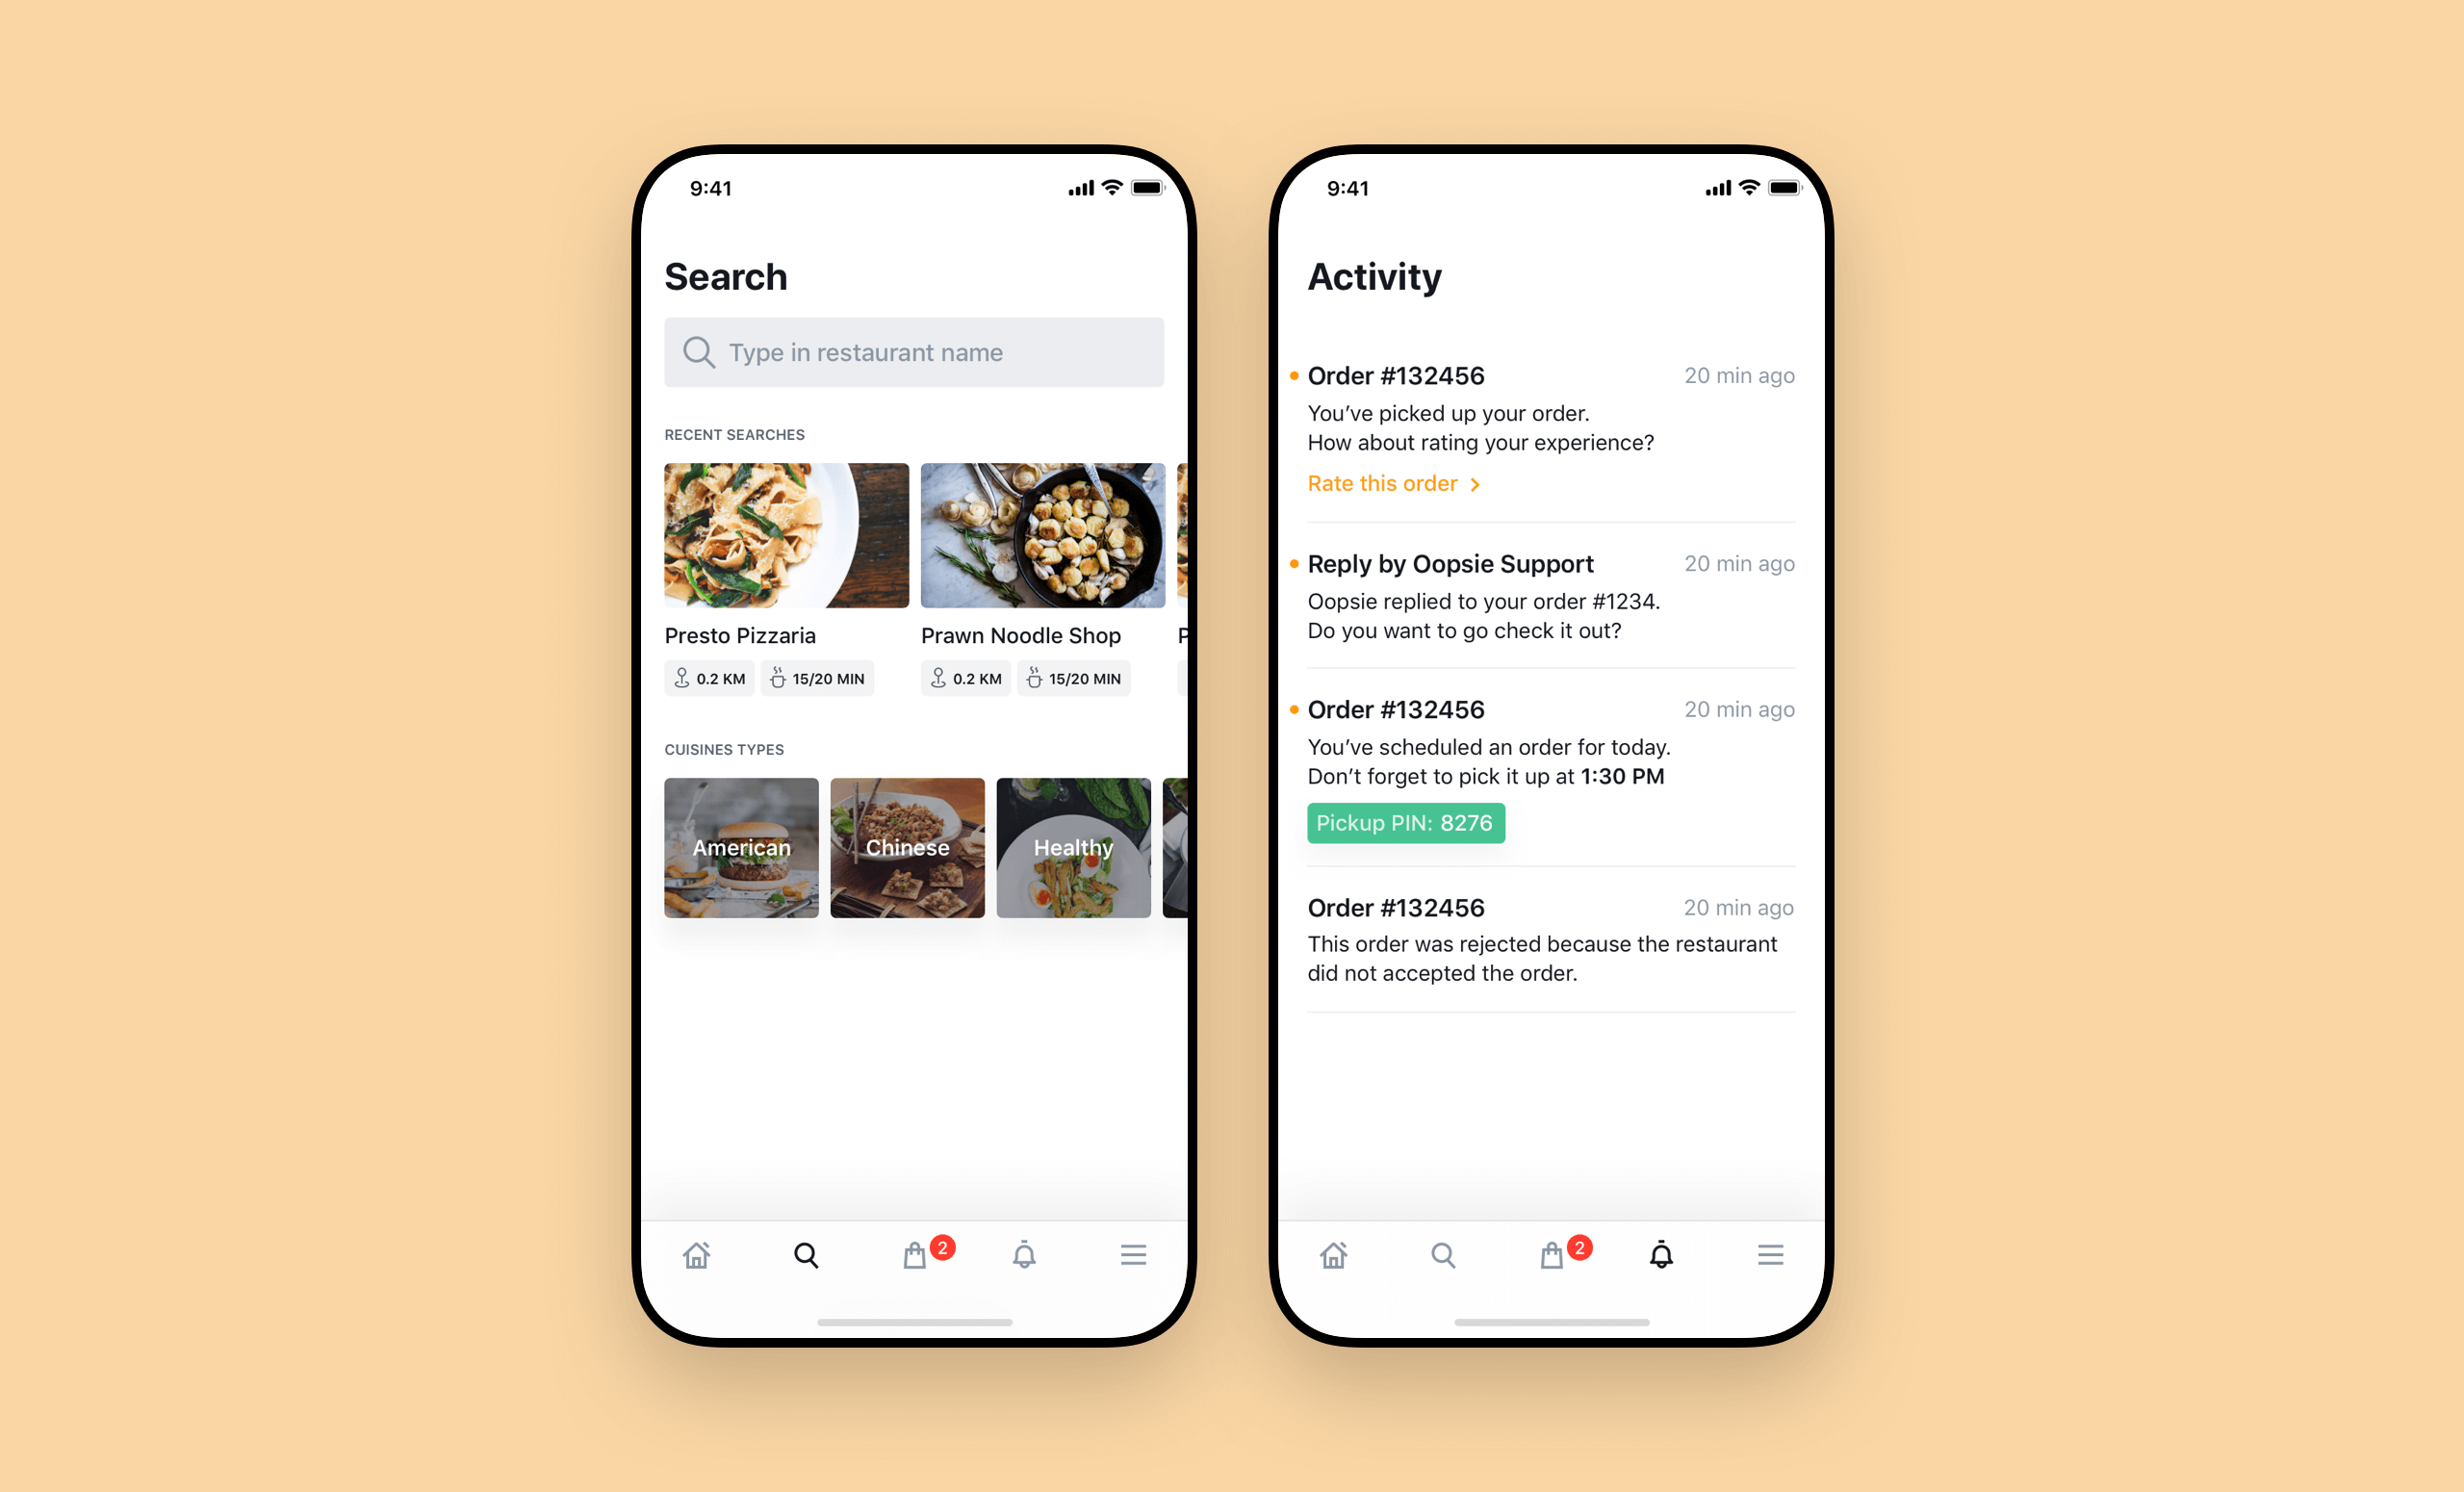 9:41
Search
Type in restaurant name
RECENT SEARCHES
Presto Pizzaria
0.2 KM
15/20 MIN
Prawn Noodle Shop
0.2 KM
15/20 MIN
P
CUISINES TYPES
American
Chinese
Healthy
2
9:41
Activity
Order #132456
20 min ago
You’ve picked up your order.
How about rating your experience?
Rate this order
Reply by Oopsie Support
20 min ago
Oopsie replied to your order #1234.
Do you want to go check it out?
Order #132456
20 min ago
You’ve scheduled an order for today.
Don’t forget to pick it up at 1:30 PM
Pickup PIN: 8276
Order #132456
20 min ago
This order was rejected because the restaurant
did not accepted the order.
2